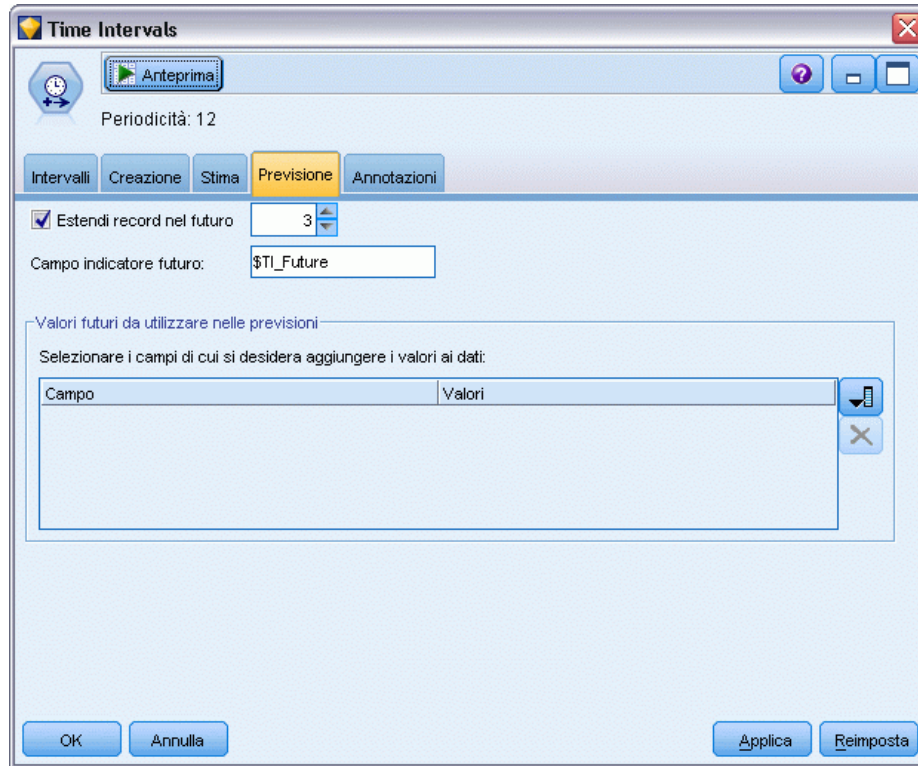 Time Intervals
Anteprima
Periodicità: 12
Intervalli Creazione Stima Previsione Annotazioni
Estendi record nel futuro 3
Campo indicatore futuro: $TI_Future
Valori futuri da utilizzare nelle previsioni
Selezionare i campi di cui si desidera aggiungere i valori ai dati:
Campo Valori
OK Annulla Applica Reimposta